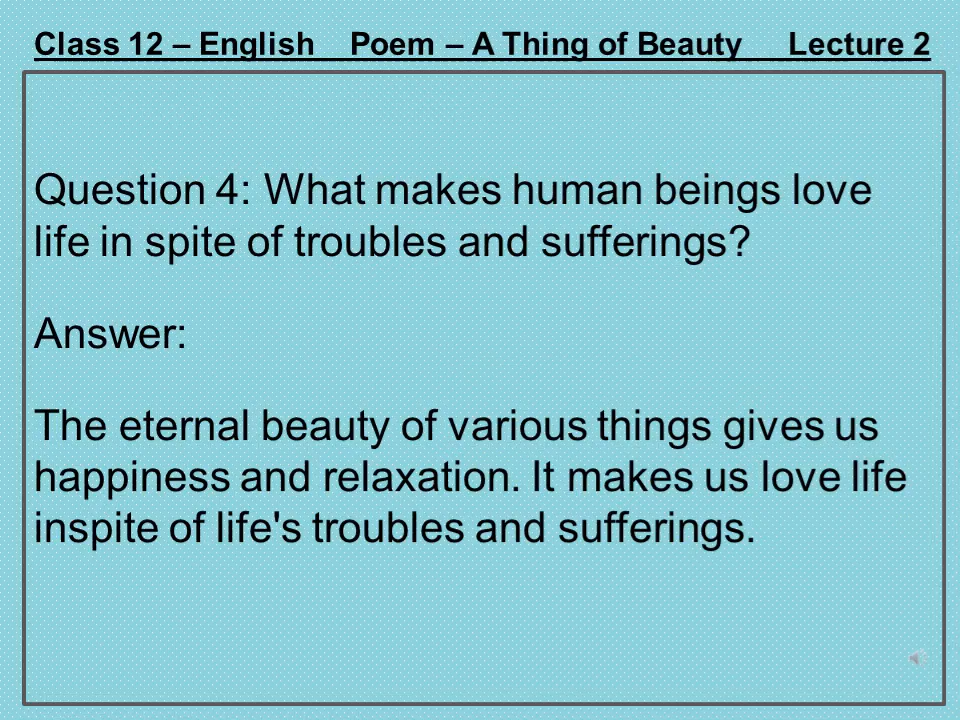 Class 12 – English Poem – A Thing of Beauty Lecture 2
Question 4: What makes human beings love
life in spite of troubles and sufferings?
Answer:
The eternal beauty of various things gives us
happiness and relaxation. It makes us love life
inspite of life's troubles and sufferings.